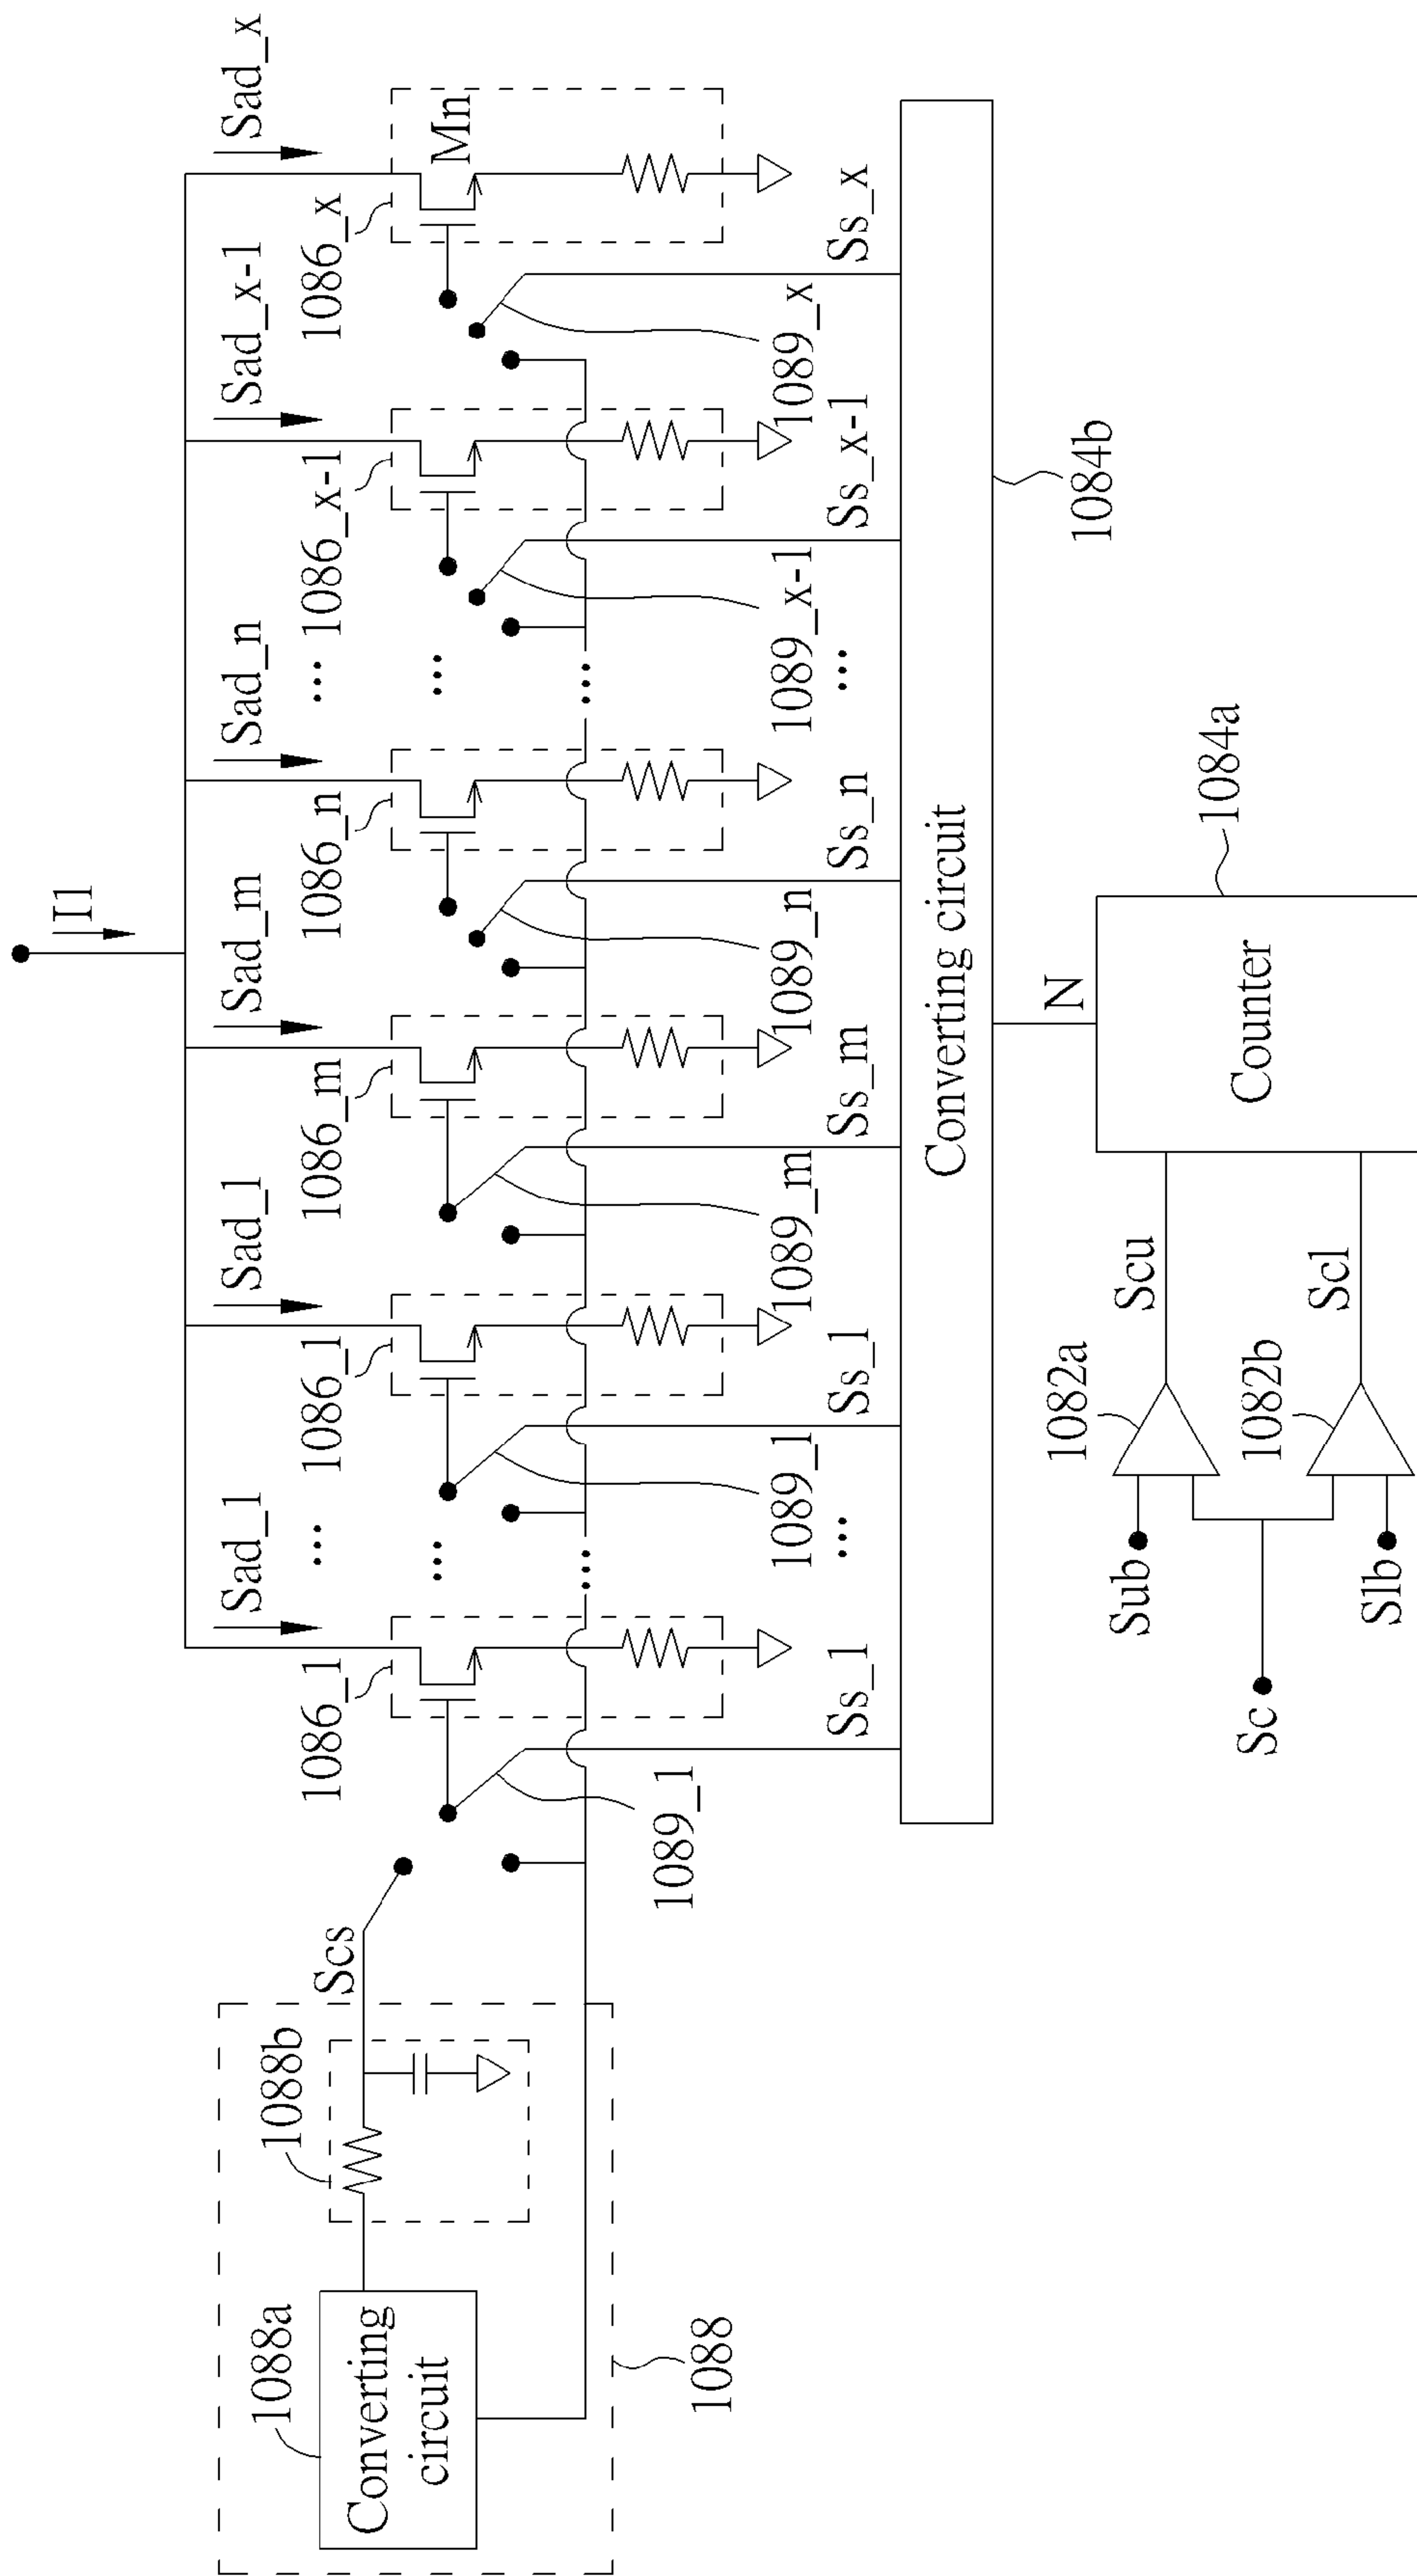 I1
Sad_1
...
Sad_l
Sad_m
Sad_n
...
Sad_x-1
Sad_x
1086_1
1086_l
1086_m
1086_n
1086_x-1
1086_x
Mn
...
...
...
...
1088a
1088b
Scs
Converting
circuit
1088
1089_1
1089_l
1089_m
1089_n
1089_x-1
1089_x
Ss_1
...
Ss_l
Ss_m
Ss_n
...
Ss_x-1
Ss_x
Converting circuit
1084b
N
Counter
1084a
Scu
Scl
1082a
1082b
Sub
Sc
Slb